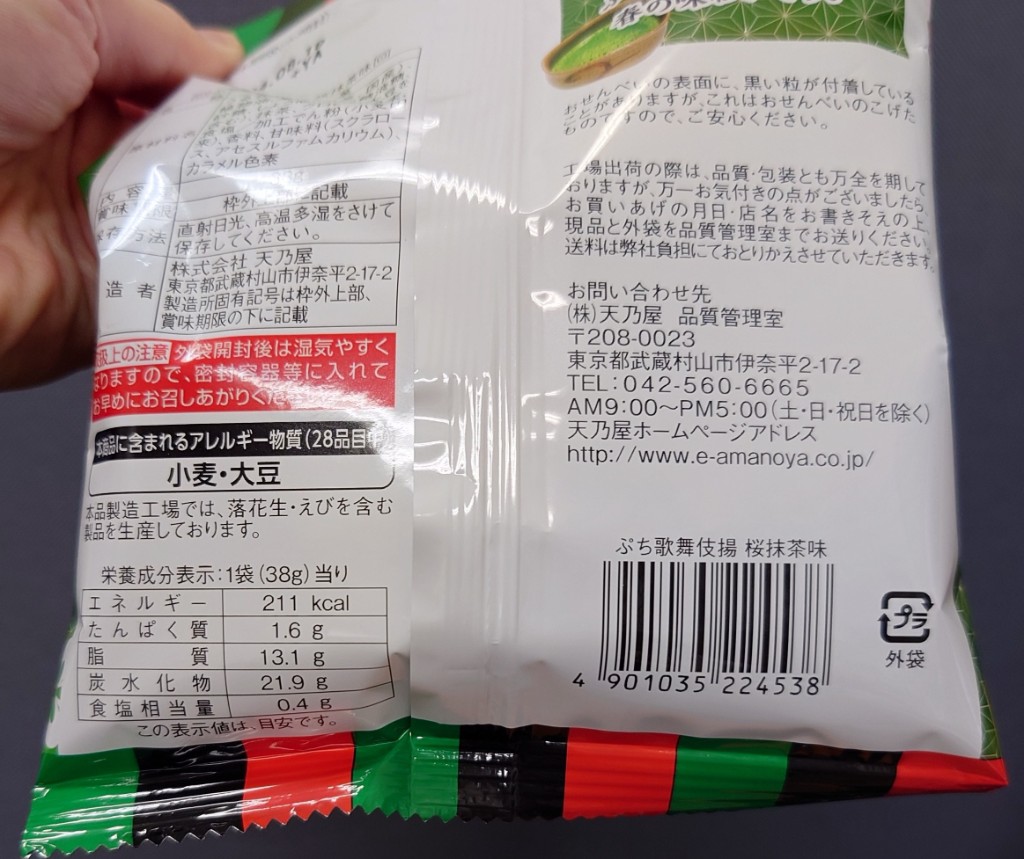 春の味
加工でん粉(小麦
香料、甘味料(スクラロー
ス、アセスルファムカリウム)、
カラメル色素
枠外 に記載
直射日光、高温多湿をさけて
保存してください。
造者
株式会社 天乃屋
東京都武蔵村山市伊奈平2-17-2
製造所固有記号は枠外上部、
賞味期限の下に記載
扱上の注意 外袋開封後は湿気やすく
なりますので、密封容器等に入れて
お早めにお召しあがりくだ
本商品に含まれるアレルギー物質(28品目中)
小麦・大豆
本品製造工場では、落花生・えびを含む
製品を生産しております。
栄養成分表示:1袋(38g)当り
エネルギー 211 kcal
たんぱく質 1.6 g
脂質 13.1 g
炭水化物 21.9 g
食塩相当量 0.4 g
この表示値は、目安です。
おせんべいの表面に、黒い粒が付着している
ことがありますが、これはおせんべいのこげた
ものですので、ご安心ください。
工場出荷の際は、品質・包装とも万全を期して
おりますが、万一お気付きの点がございましたら、
お買いあげの月日・店名をお書きそえの上、
現品と外袋を品質管理室までお送りください。
送料は弊社負担にておとりかえさせていただきます。
お問い合わせ先
(株)天乃屋 品質管理室
〒208-0023
東京都武蔵村山市伊奈平2-17-2
TEL:042-560-6665
AM9:00〜PM5:00(土・日・祝日を除く)
天乃屋ホームページアドレス
http://www.e-amanoya.co.jp/
ぷち歌舞伎揚 桜抹茶味
4 901035 224538
プラ
外袋